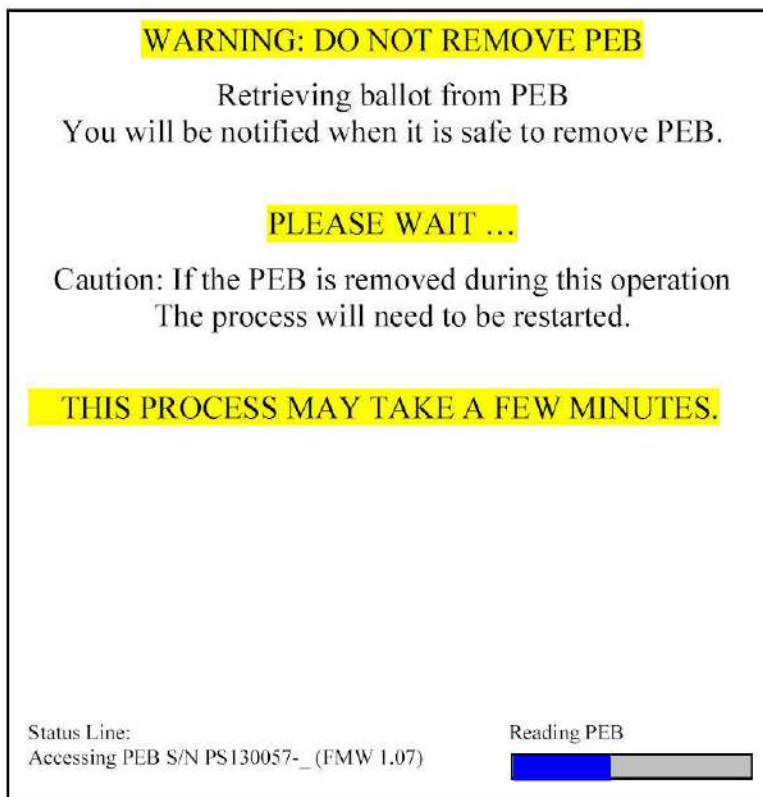 WARNING: DO NOT REMOVE PEB
Retrieving ballot from PEB
You will be notified when it is safe to remove PEB.
PLEASE WAIT ...
Caution: If the PEB is removed during this operation
The process will need to be restarted.
THIS PROCESS MAY TAKE A FEW MINUTES.
Status Line:
Accessing PEB S/N PS130057-_ (FMW 1.07)
Reading PEB